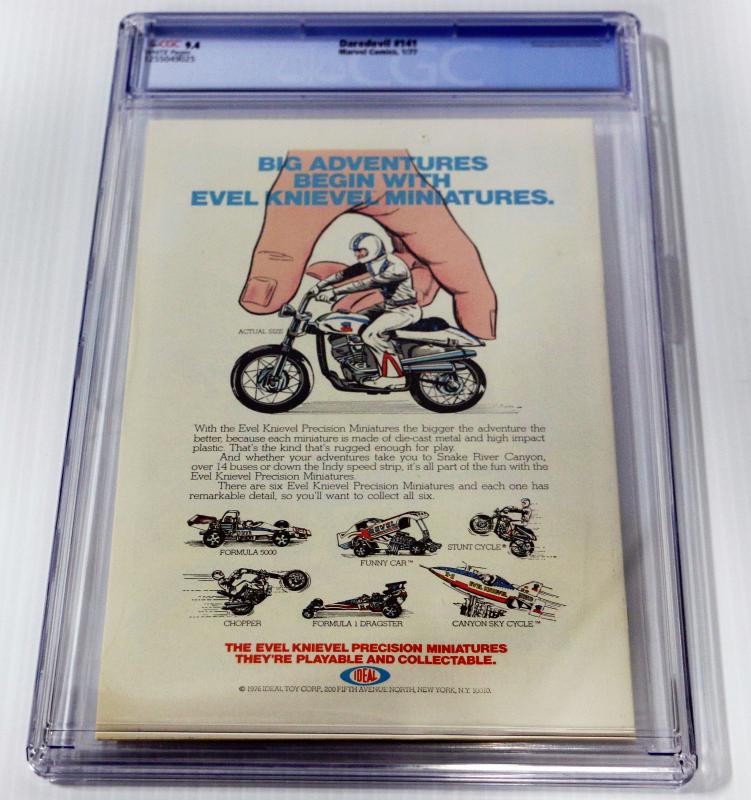 CGC 9.4
WHITE Pages
1255049025
Daredevil #141
Marvel Comics, 1/77
CGC
BIG ADVENTURES
BEGIN WITH
EVEL KNIEVEL MINIATURES.
ACTUAL SIZE
With the Evel Knievel Precision Miniatures the bigger the adventure the
better, because each miniature is made of die-cast metal and high impact
plastic. That's the kind that's rugged enough for play.
And whether your adventures take you to Snake River Canyon,
over 14 buses or down the Indy speed strip, it's all part of the fun with the
Evel Knievel Precision Miniatures.
There are six Evel Knievel Precision Miniatures and each one has
remarkable detail, so you'll want to collect all six.
FORMULA 5000
FUNNY CAR™
STUNT CYCLE®
CHOPPER
FORMULA 1 DRAGSTER
CANYON SKY CYCLE™
THE EVEL KNIEVEL PRECISION MINIATURES
THEY'RE PLAYABLE AND COLLECTABLE.
IDEAL
© 1976 IDEAL TOY CORP., 200 FIFTH AVENUE NORTH, NEW YORK, N.Y. 10010.